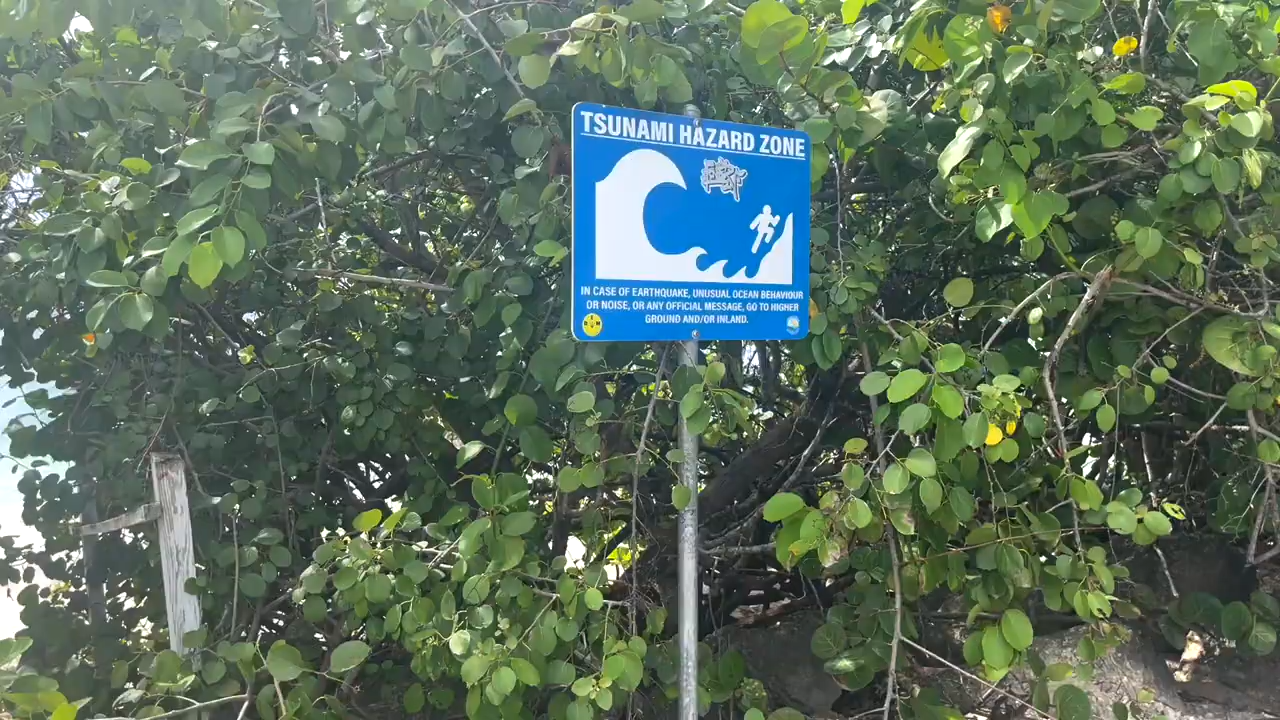 TSUNAMI HAZARD ZONE
IN CASE OF EARTHQUAKE, UNUSUAL OCEAN BEHAVIOUR
OR NOISE, OR ANY OFFICIAL MESSAGE, GO TO HIGHER
GROUND AND/OR INLAND.